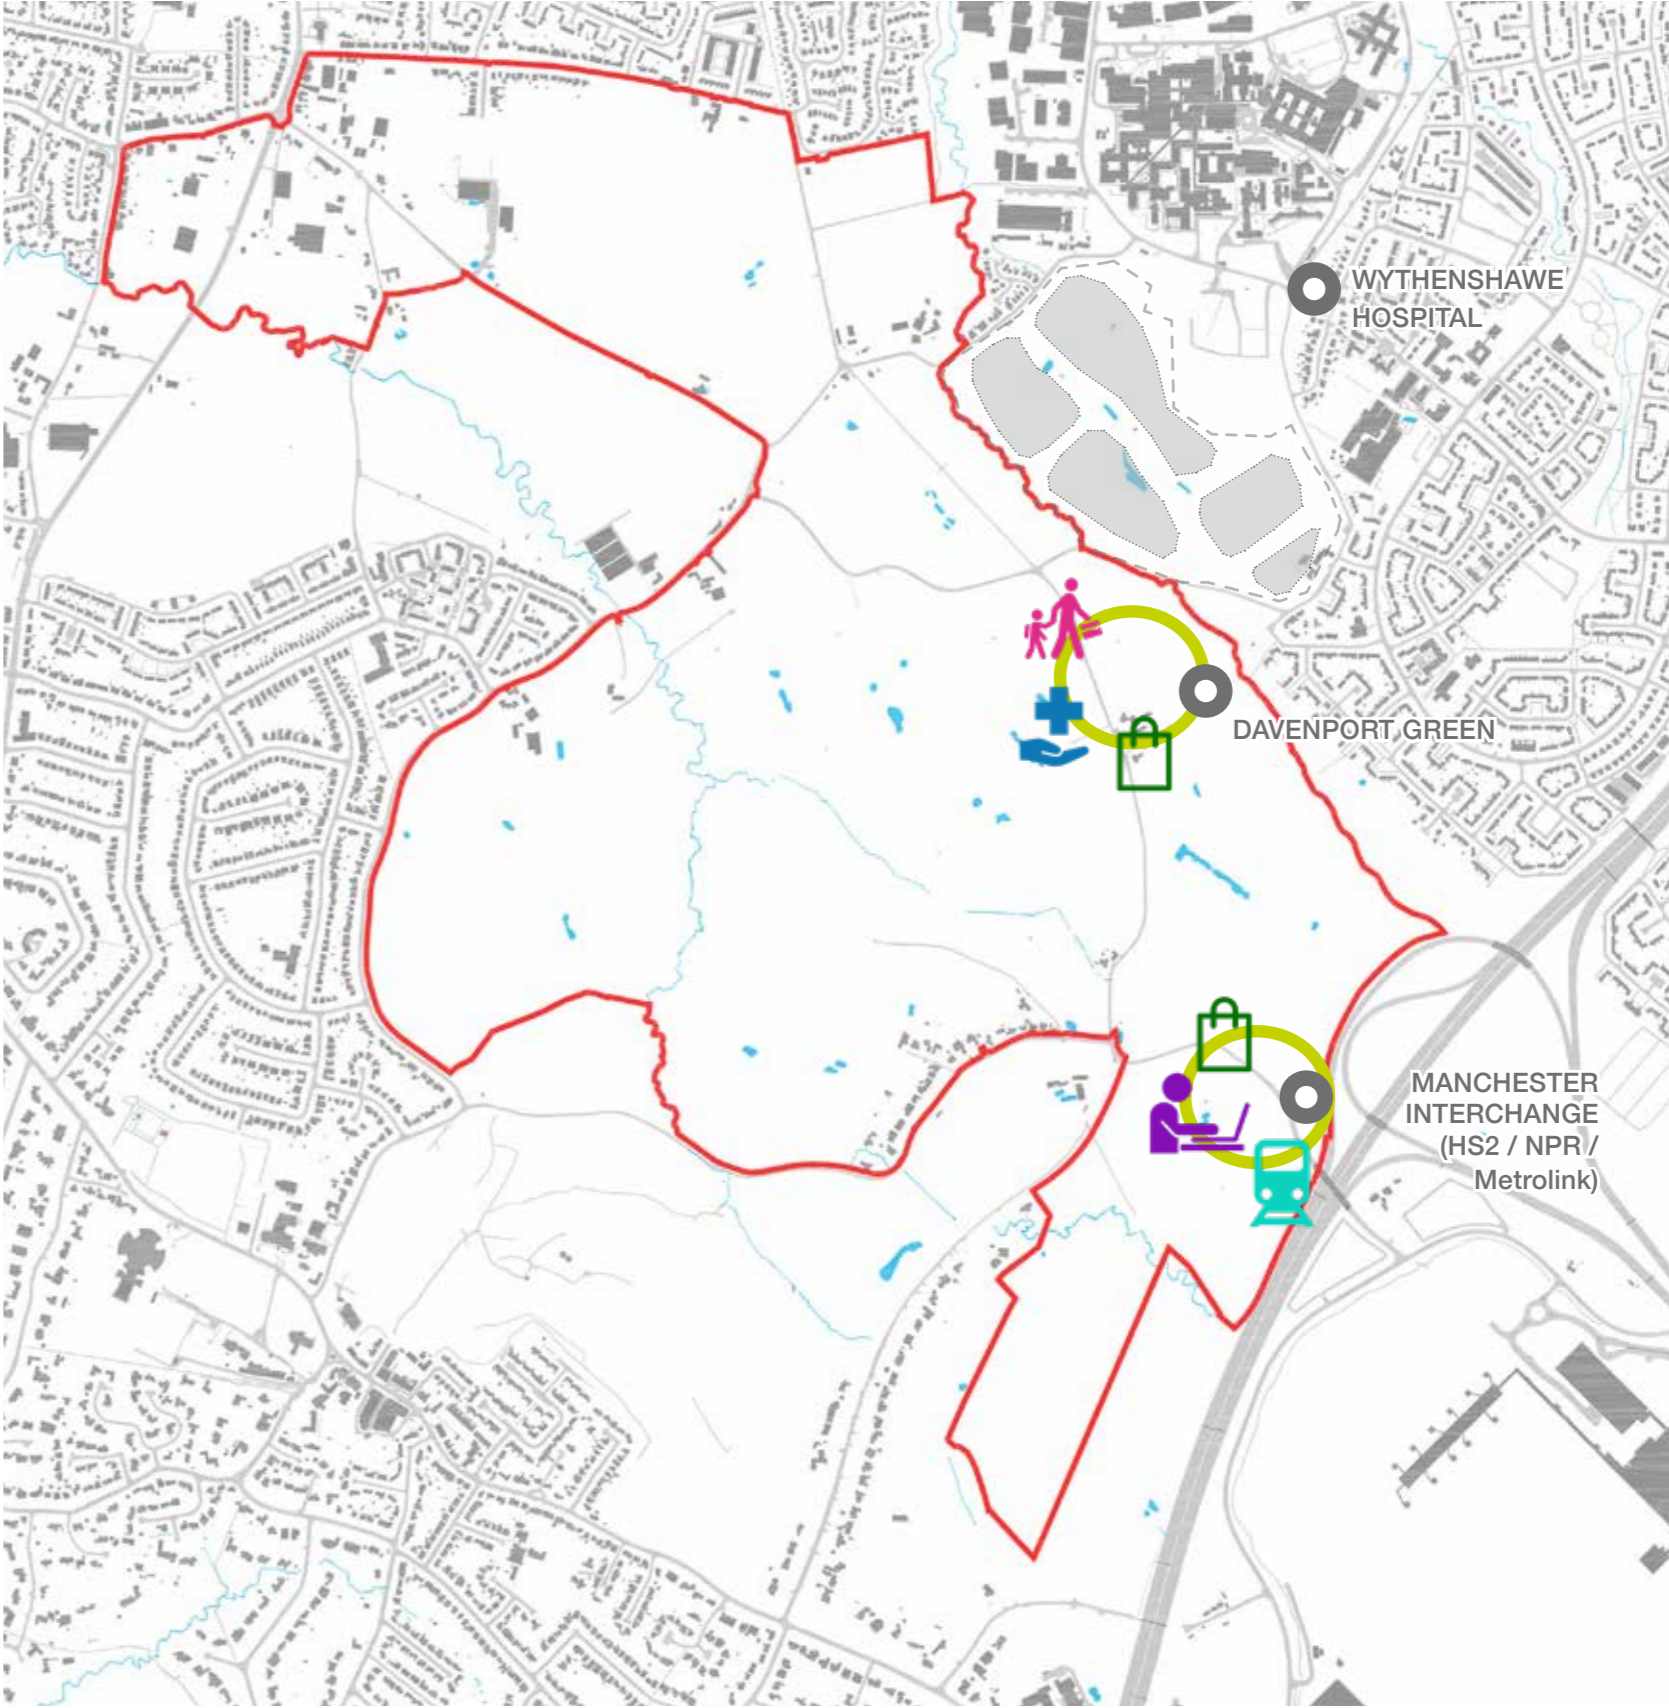 WYTHENSHAWE
HOSPITAL
DAVENPORT GREEN
MANCHESTER
INTERCHANGE
(HS2 / NPR /
Metrolink)